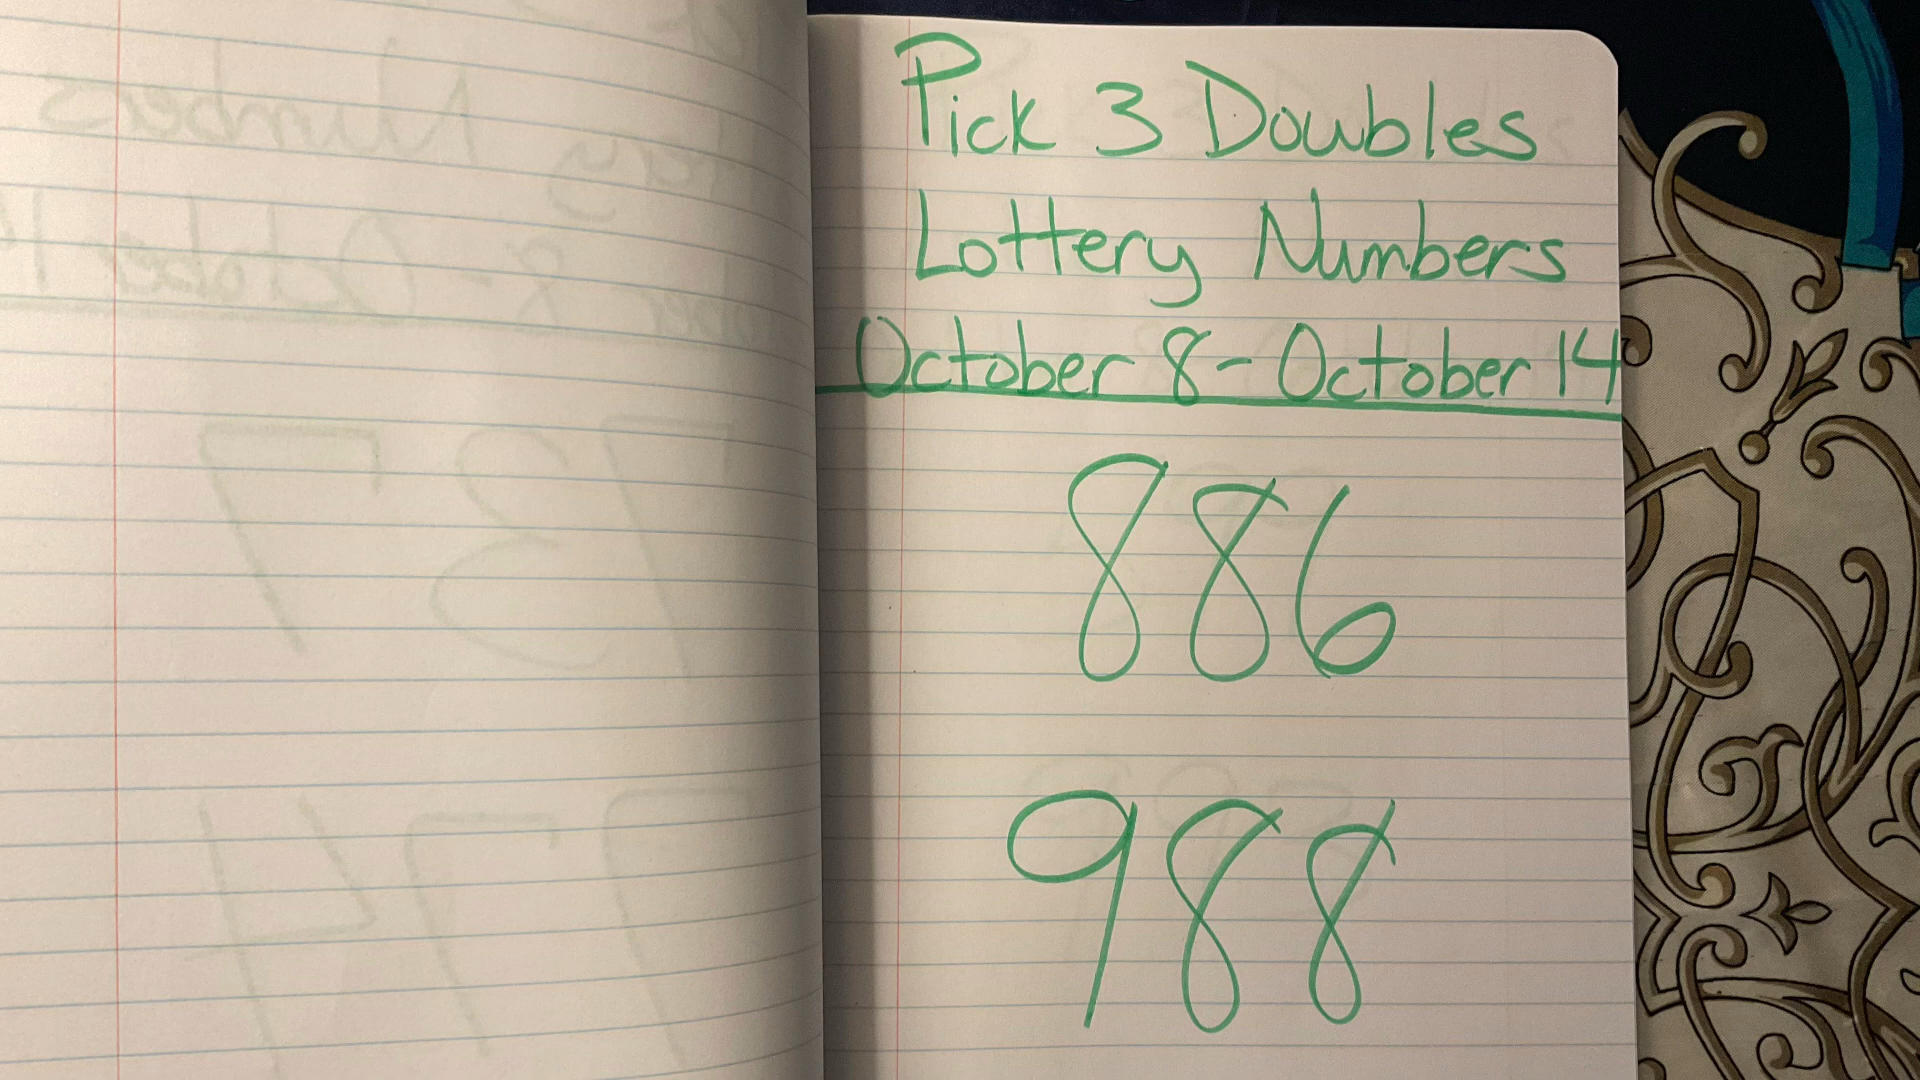 Pick 3 Doubles
Lottery Numbers
October 8 - October 14
886
988